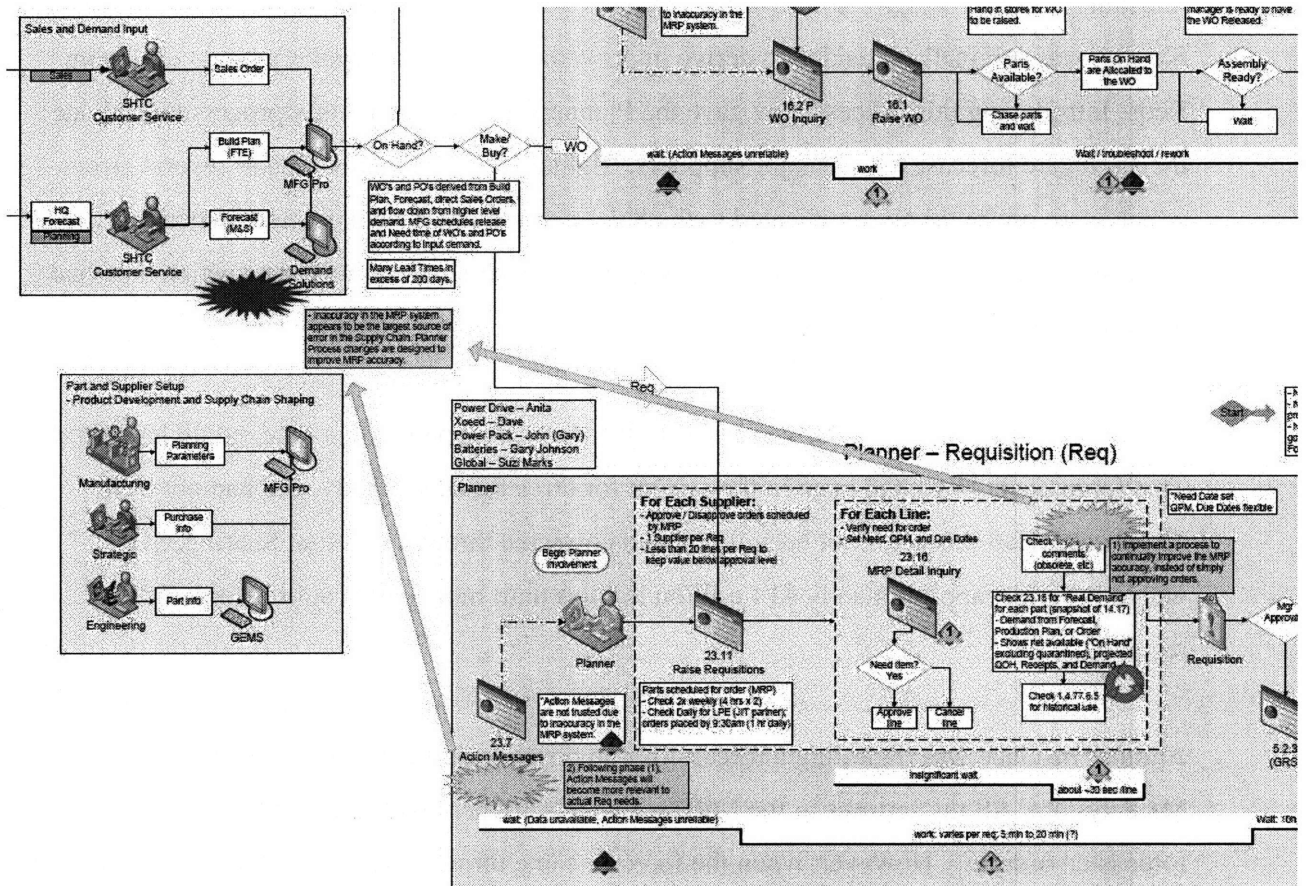 Sales and Demand Input
Sales
SHTC
Customer Service
Sales Order
Build Plan
(FTE)
MFG Pro
HQ
Forecast
Planning
SHTC
Customer Service
Forecast
(M&S)
Demand
Solutions
On Hand?
Make/
Buy?
WO
WO's and PO's derived from Build
Plan, Forecast, direct Sales Orders,
and flow down from higher level
demand. MFG schedules release
and Need time of WO's and PO's
according to input demand.
Many Lead Times in
excess of 200 days.
to inaccuracy in the
MRP system.
16.2 P
WO Inquiry
16.1
Raise WO
Hand in stores for WO
to be raised.
Parts
Available?
Chase parts
and wait.
Parts On Hand
are Allocated to
the WO
manager is ready to have
the WO Released.
Assembly
Ready?
Wait
wait: (Action Messages unreliable)
work
Wait / troubleshoot / rework
1
1
- Inaccuracy in the MRP system
appears to be the largest source of
error in the Supply Chain. Planner
Process changes are designed to
improve MRP accuracy.
Part and Supplier Setup
- Product Development and Supply Chain Shaping
Manufacturing
Planning
Parameters
MFG Pro
Strategic
Purchase
Info
Engineering
Part Info
GEMS
Req
Power Drive – Anita
Xceed – Dave
Power Pack – John (Gary)
Batteries – Gary Johnson
Global – Suzi Marks
Start
Planner – Requisition (Req)
Planner
Begin Planner
Involvement
Planner
23.7
Action Messages
*Action Messages
are not trusted due
to inaccuracy in the
MRP system.
2) Following phase (1),
Action Messages will
become more relevant to
actual Req needs.
For Each Supplier:
- Approve / Disapprove orders scheduled
by MRP
- 1 Supplier per Req
- Less than 20 lines per Req to
keep value below approval level
23.11
Raise Requisitions
Parts scheduled for order (MRP)
- Check 2x weekly (4 hrs x 2)
- Check Daily for LPE (JIT partner);
orders placed by 9:30am (1 hr daily)
For Each Line:
- Verify need for order
- Set Need, QPM, and Due Dates
23.16
MRP Detail Inquiry
1
Need Item?
Yes
Approve
line
Cancel
line
Check
comments
(obsolete, etc)
Check 23.16 for "Real Demand"
for each part (snapshot of 14.17)
- Demand from Forecast,
Production Plan, or Order
- Shows net available ("On Hand"
excluding quarantined), projected
QOH, Receipts, and Demand
Check 1.4.77.6.5
for historical use
*Need Date set
QPM, Due Dates flexible
1) Implement a process to
continually improve the MRP
accuracy, instead of simply
not approving orders.
Requisition
Mgr
Approva
5.2.3
(GRS
insignificant wait
1
about ~30 sec/line
wait: (Data unavailable, Action Messages unreliable)
work: varies per req: 5 min to 20 min (?)
1